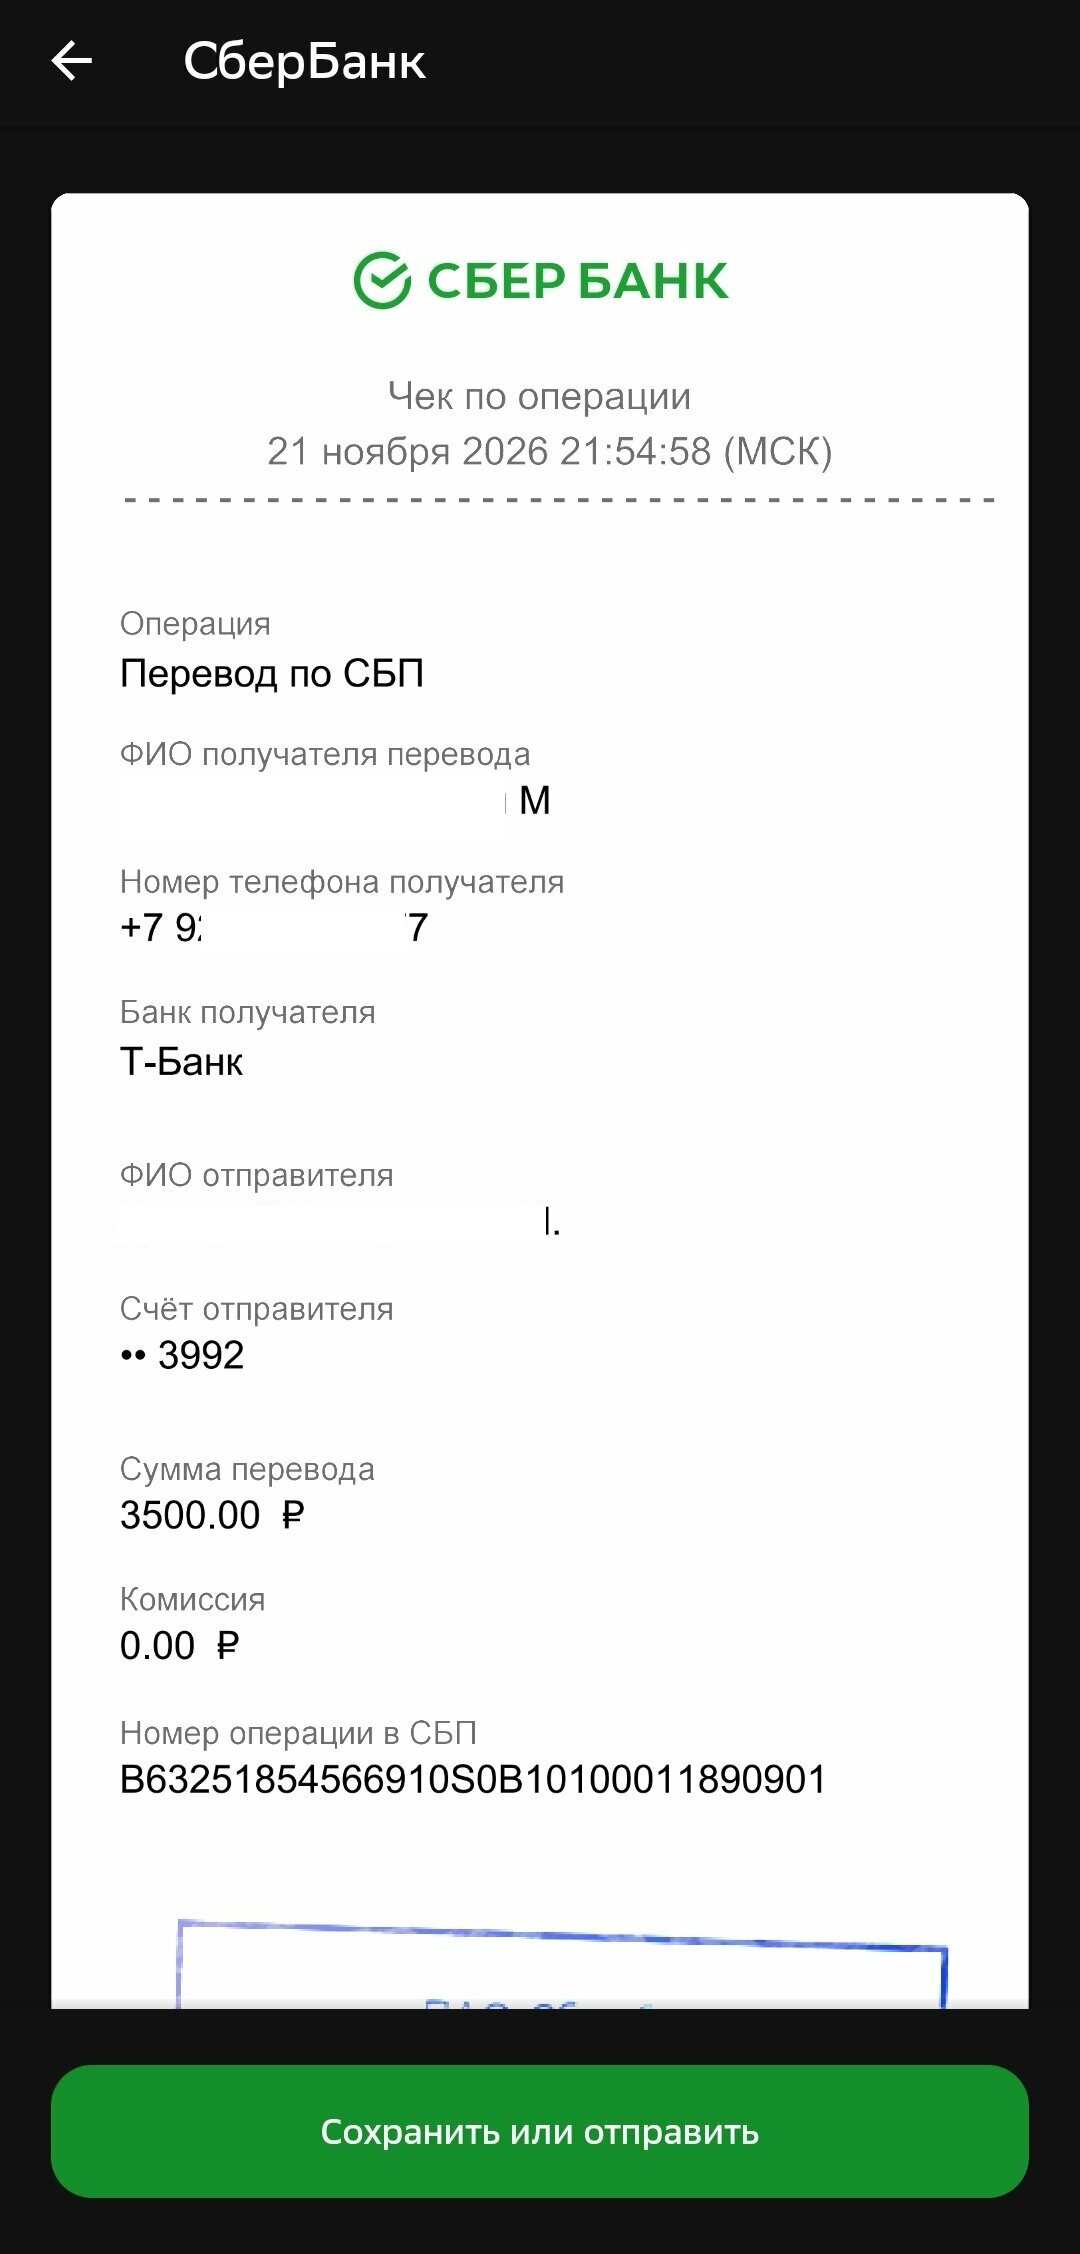 СберБанк
СБЕР БАНК
Чек по операции
21 ноября 2026 21:54:58 (МСК)
Операция
Перевод по СБП
ФИО получателя перевода
М
Номер телефона получателя
+7 92 7
Банк получателя
Т-Банк
ФИО отправителя
Счёт отправителя
•• 3992
Сумма перевода
3500.00 ₽
Комиссия
0.00 ₽
Номер операции в СБП
B63251854566910S0B10100011890901
Сохранить или отправить